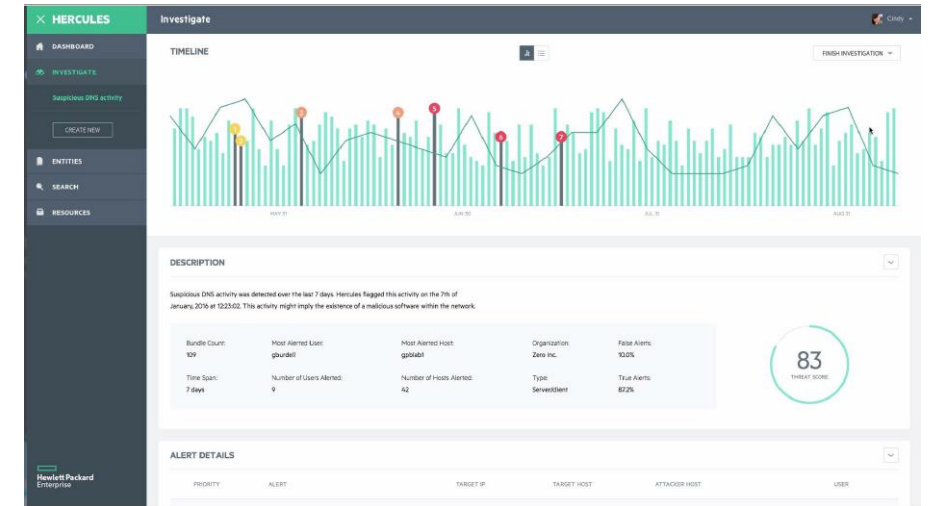 HERCULES
Investigate
Cindy
DASHBOARD
INVESTIGATE
Suspicious DNS activity
CREATE NEW
ENTITIES
SEARCH
RESOURCES
TIMELINE
FINISH INVESTIGATION
1
2
3
4
5
6
7
MAY 31
JUN 30
JUL 31
AUG 31
DESCRIPTION
Suspicious DNS activity was detected over the last 7 days. Hercules flagged this activity on the 7th of
January, 2016 at 12:23:02. This activity might imply the existence of a malicious software within the network.
Bundle Count: Most Alerted User: Most Alerted Host: Organization: False Alerts:
109 gburdell gpblab1 Zero Inc. 10.0%
Time Span: Number of Users Alerted: Number of Hosts Alerted: Type: True Alerts:
7 days 9 42 Server/client 87.2%
83
THREAT SCORE
ALERT DETAILS
PRIORITY ALERT TARGET IP TARGET HOST ATTACKER HOST USER
Hewlett Packard
Enterprise